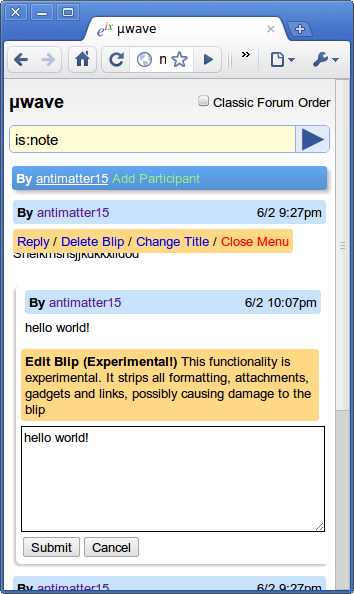 eix μwave
n
»
μwave
Classic Forum Order
is:note
By antimatter15 Add Participant
By antimatter15 6/2 9:27pm
Reply / Delete Blip / Change Title / Close Menu
By antimatter15 6/2 10:07pm
hello world!
Edit Blip (Experimental!) This functionality is
experimental. It strips all formatting, attachments,
gadgets and links, possibly causing damage to the
blip
hello world!
Submit Cancel
By antimatter15 6/2 9:27pm